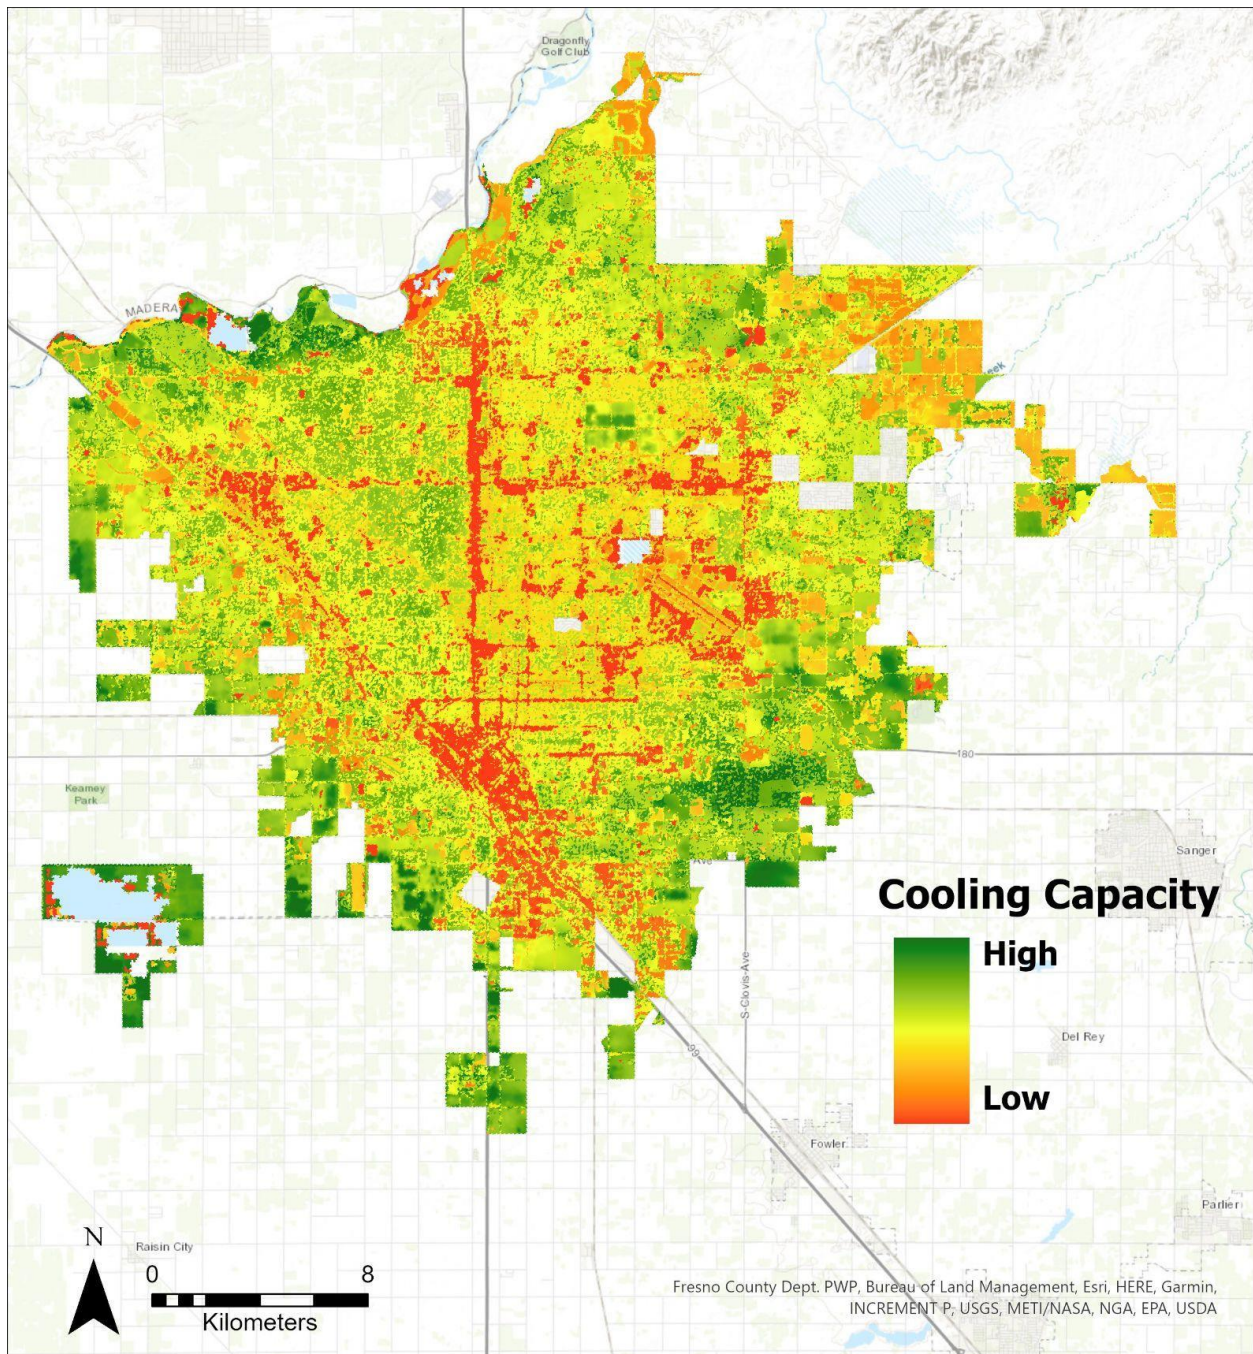 Dragonfly
Golf Club
MADERA
eek
180
Kearney
Park
Sanger
Ave
Cooling Capacity
High
Low
S-Clovis-Ave
Del Rey
99
Fowler
Parlier
Raisin City
N
0 8
Kilometers
Fresno County Dept. PWP, Bureau of Land Management, Esri, HERE, Garmin,
INCREMENT P, USGS, METI/NASA, NGA, EPA, USDA